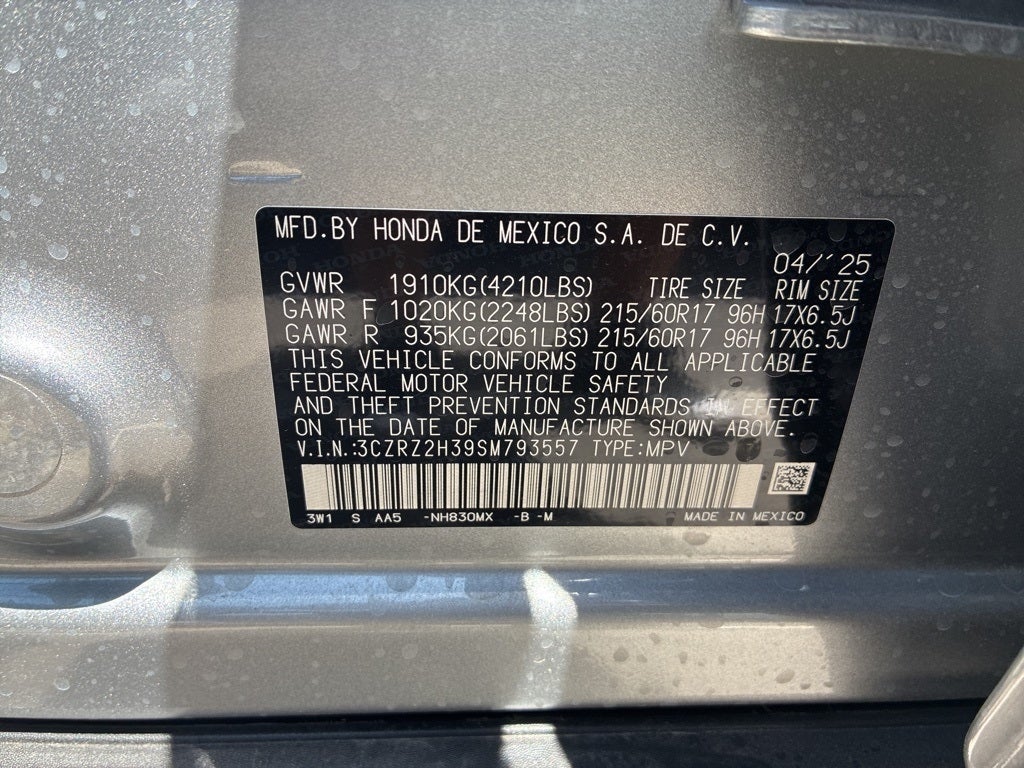 MFD.BY HONDA DE MEXICO S.A. DE C.V.
04/'25
GVWR 1910KG(4210LBS) TIRE SIZE RIM SIZE
GAWR F 1020KG(2248LBS) 215/60R17 96H 17X6.5J
GAWR R 935KG(2061LBS) 215/60R17 96H 17X6.5J
THIS VEHICLE CONFORMS TO ALL APPLICABLE
FEDERAL MOTOR VEHICLE SAFETY
AND THEFT PREVENTION STANDARDS IN EFFECT
ON THE DATE OF MANUFACTURE SHOWN ABOVE.
V.I.N.:3CZRZ2H39SM793557 TYPE:MPV
3W1 S AA5 -NH830MX -B -M MADE IN MEXICO